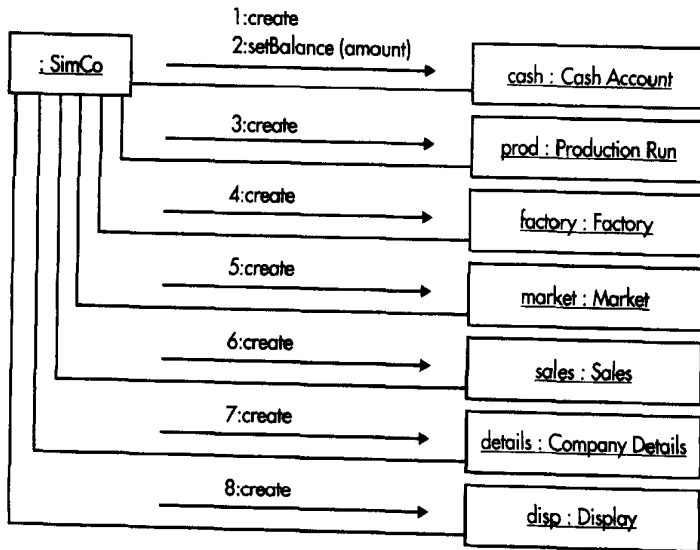 1:create
2:setBalance (amount)
: SimCo
cash : Cash Account
3:create
prod : Production Run
4:create
factory : Factory
5:create
market : Market
6:create
sales : Sales
7:create
details : Company Details
8:create
disp : Display